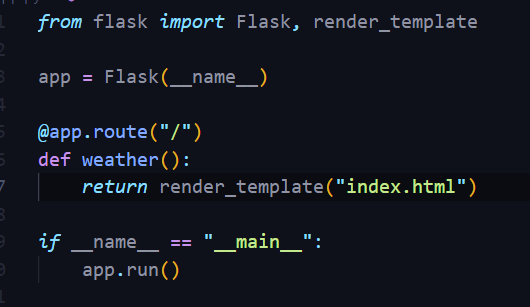 from flask import Flask, render_template
app = Flask(__name__)
@app.route("/")
def weather():
7 return render_template("index.html")
if __name__ == "__main__":
app.run()